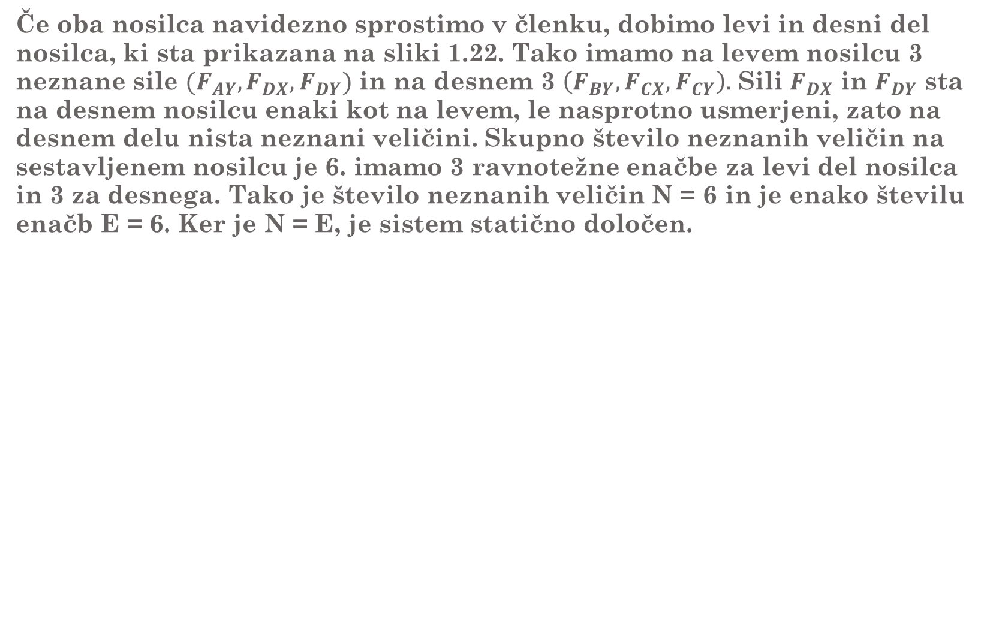 Če oba nosilca navidezno sprostimo v členku, dobimo levi in desni del
nosilca, ki sta prikazana na sliki 1.22. Tako imamo na levem nosilcu 3
neznane sile (F_AY, F_DX, F_DY) in na desnem 3 (F_BY, F_CX, F_CY). Sili F_DX in F_DY sta
na desnem nosilcu enaki kot na levem, le nasprotno usmerjeni, zato na
desnem delu nista neznani veličini. Skupno število neznanih veličin na
sestavljenem nosilcu je 6. imamo 3 ravnotežne enačbe za levi del nosilca
in 3 za desnega. Tako je število neznanih veličin N = 6 in je enako številu
enačb E = 6. Ker je N = E, je sistem statično določen.